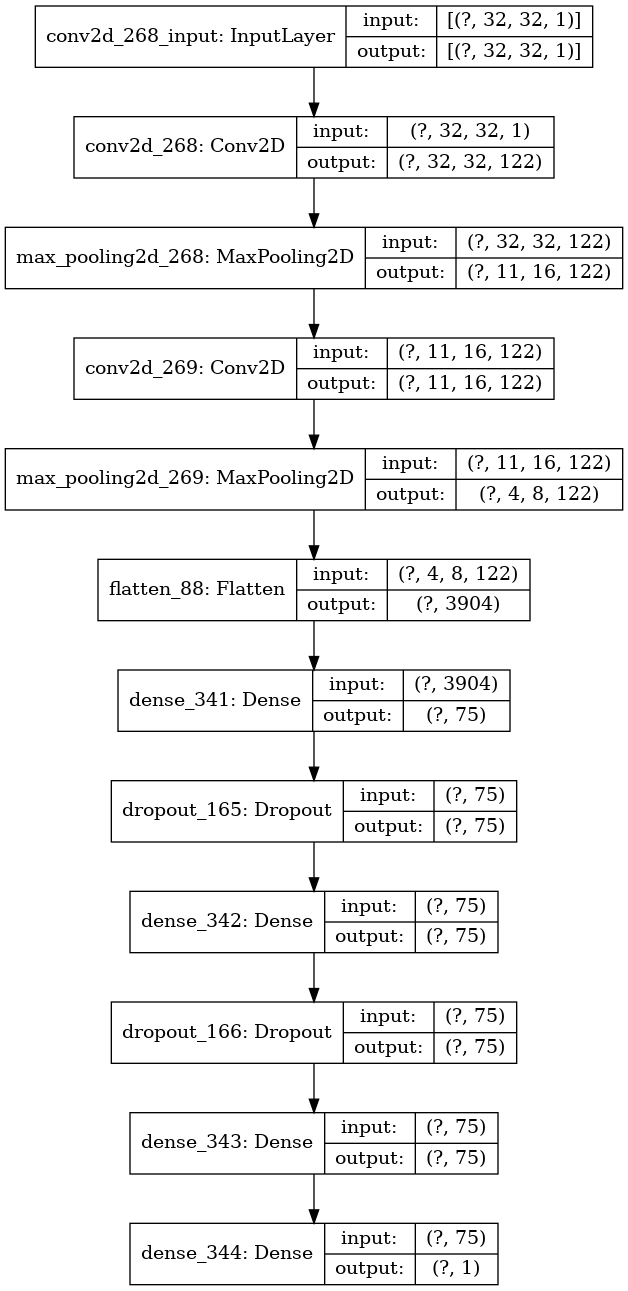 conv2d_268_input: InputLayer
input: [(?, 32, 32, 1)]
output: [(?, 32, 32, 1)]
conv2d_268: Conv2D
input: (?, 32, 32, 1)
output: (?, 32, 32, 122)
max_pooling2d_268: MaxPooling2D
input: (?, 32, 32, 122)
output: (?, 11, 16, 122)
conv2d_269: Conv2D
input: (?, 11, 16, 122)
output: (?, 11, 16, 122)
max_pooling2d_269: MaxPooling2D
input: (?, 11, 16, 122)
output: (?, 4, 8, 122)
flatten_88: Flatten
input: (?, 4, 8, 122)
output: (?, 3904)
dense_341: Dense
input: (?, 3904)
output: (?, 75)
dropout_165: Dropout
input: (?, 75)
output: (?, 75)
dense_342: Dense
input: (?, 75)
output: (?, 75)
dropout_166: Dropout
input: (?, 75)
output: (?, 75)
dense_343: Dense
input: (?, 75)
output: (?, 75)
dense_344: Dense
input: (?, 75)
output: (?, 1)